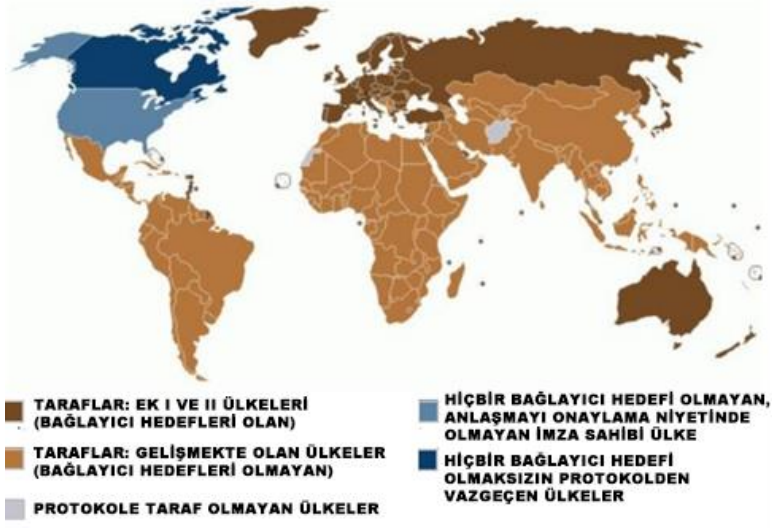 TARAFLAR: EK I VE II ÜLKELERİ
(BAĞLAYICI HEDEFLERİ OLAN)
TARAFLAR: GELİŞMEKTE OLAN ÜLKELER
(BAĞLAYICI HEDEFLERİ OLMAYAN)
PROTOKOLE TARAF OLMAYAN ÜLKELER
HİÇBİR BAĞLAYICI HEDEFİ OLMAYAN,
ANLAŞMAYI ONAYLAMA NİYETİNDE
OLMAYAN İMZA SAHİBİ ÜLKE
HİÇBİR BAĞLAYICI HEDEFİ
OLMAKSIZIN PROTOKOLDEN
VAZGEÇEN ÜLKELER